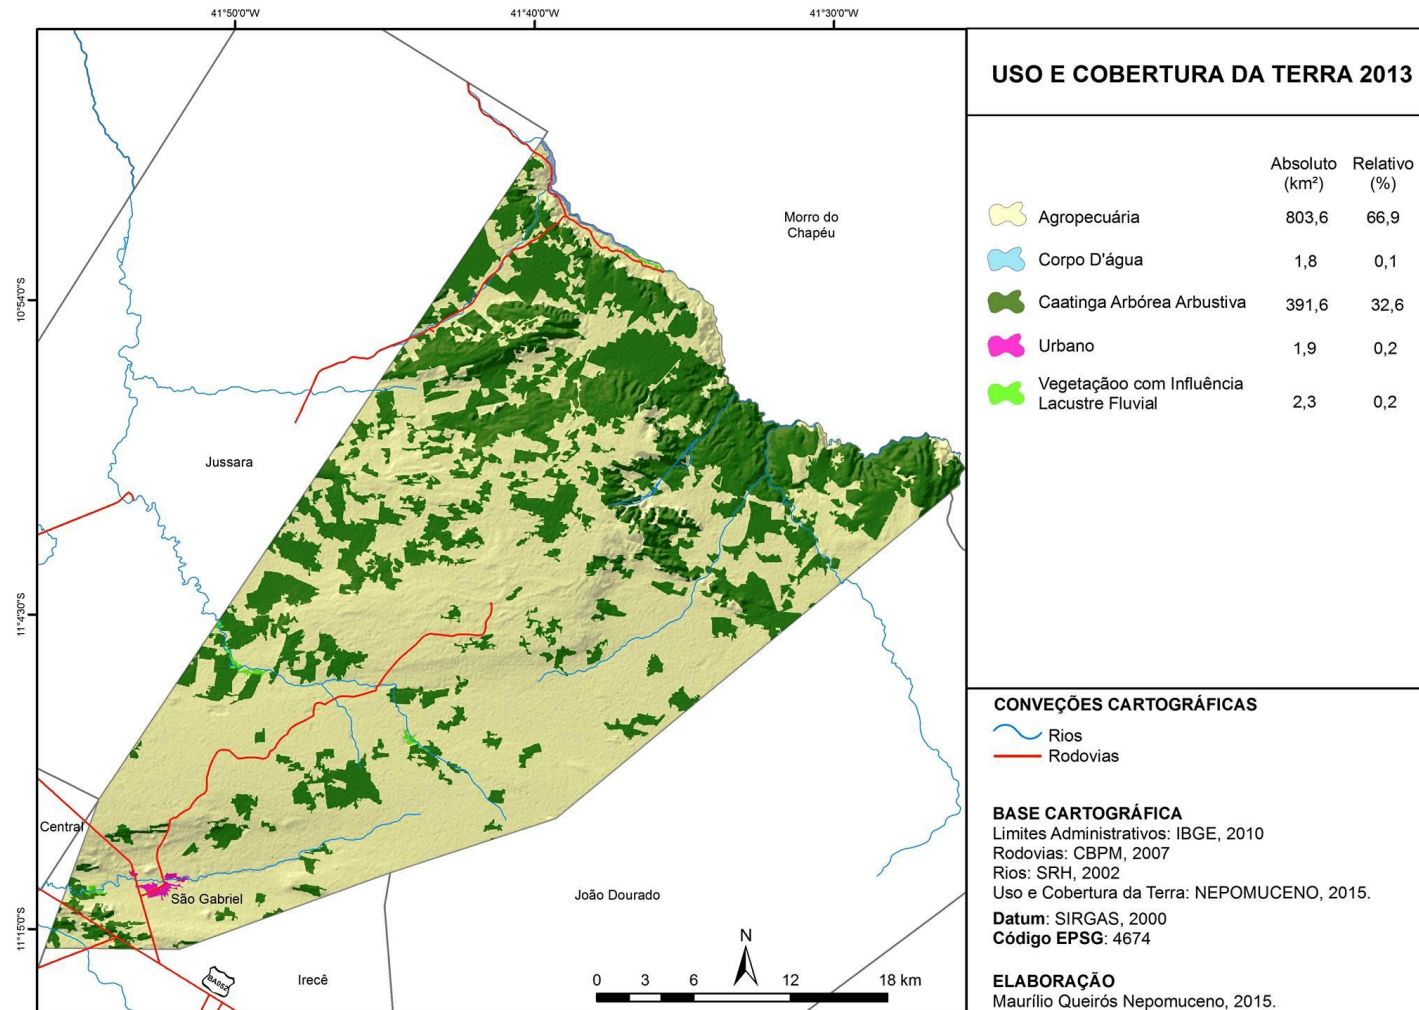 41°50'0"W
41°40'0"W
41°30'0"W
10°54'0"S
11°4'30"S
11°15'0"S
Morro do
Chapéu
Jussara
Central
São Gabriel
João Dourado
Irecê
BA052
N
0 3 6 12 18 km
USO E COBERTURA DA TERRA 2013
Absoluto Relativo
(km²) (%)
Agropecuária 803,6 66,9
Corpo D'água 1,8 0,1
Caatinga Arbórea Arbustiva 391,6 32,6
Urbano 1,9 0,2
Vegetaçãoo com Influência
Lacustre Fluvial 2,3 0,2
CONVEÇÕES CARTOGRÁFICAS
Rios
Rodovias
BASE CARTOGRÁFICA
Limites Administrativos: IBGE, 2010
Rodovias: CBPM, 2007
Rios: SRH, 2002
Uso e Cobertura da Terra: NEPOMUCENO, 2015.
Datum: SIRGAS, 2000
Código EPSG: 4674
ELABORAÇÃO
Maurílio Queirós Nepomuceno, 2015.